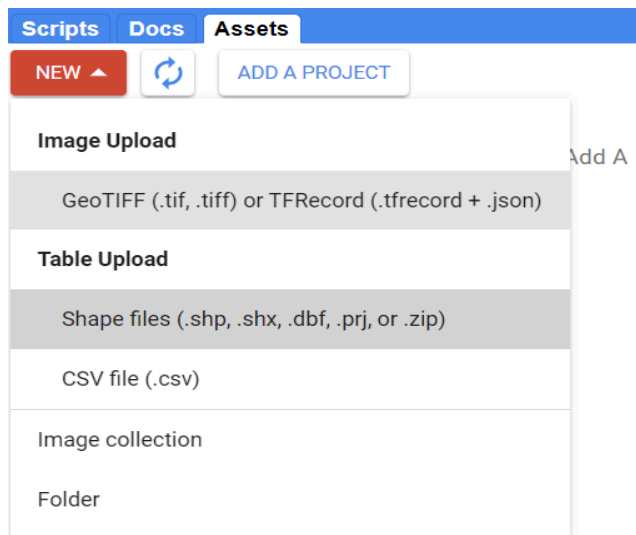 Scripts Docs Assets
NEW ADD A PROJECT
Image Upload
Add A
GeoTIFF (.tif, .tiff) or TFRecord (.tfrecord + .json)
Table Upload
Shape files (.shp, .shx, .dbf, .prj, or .zip)
CSV file (.csv)
Image collection
Folder